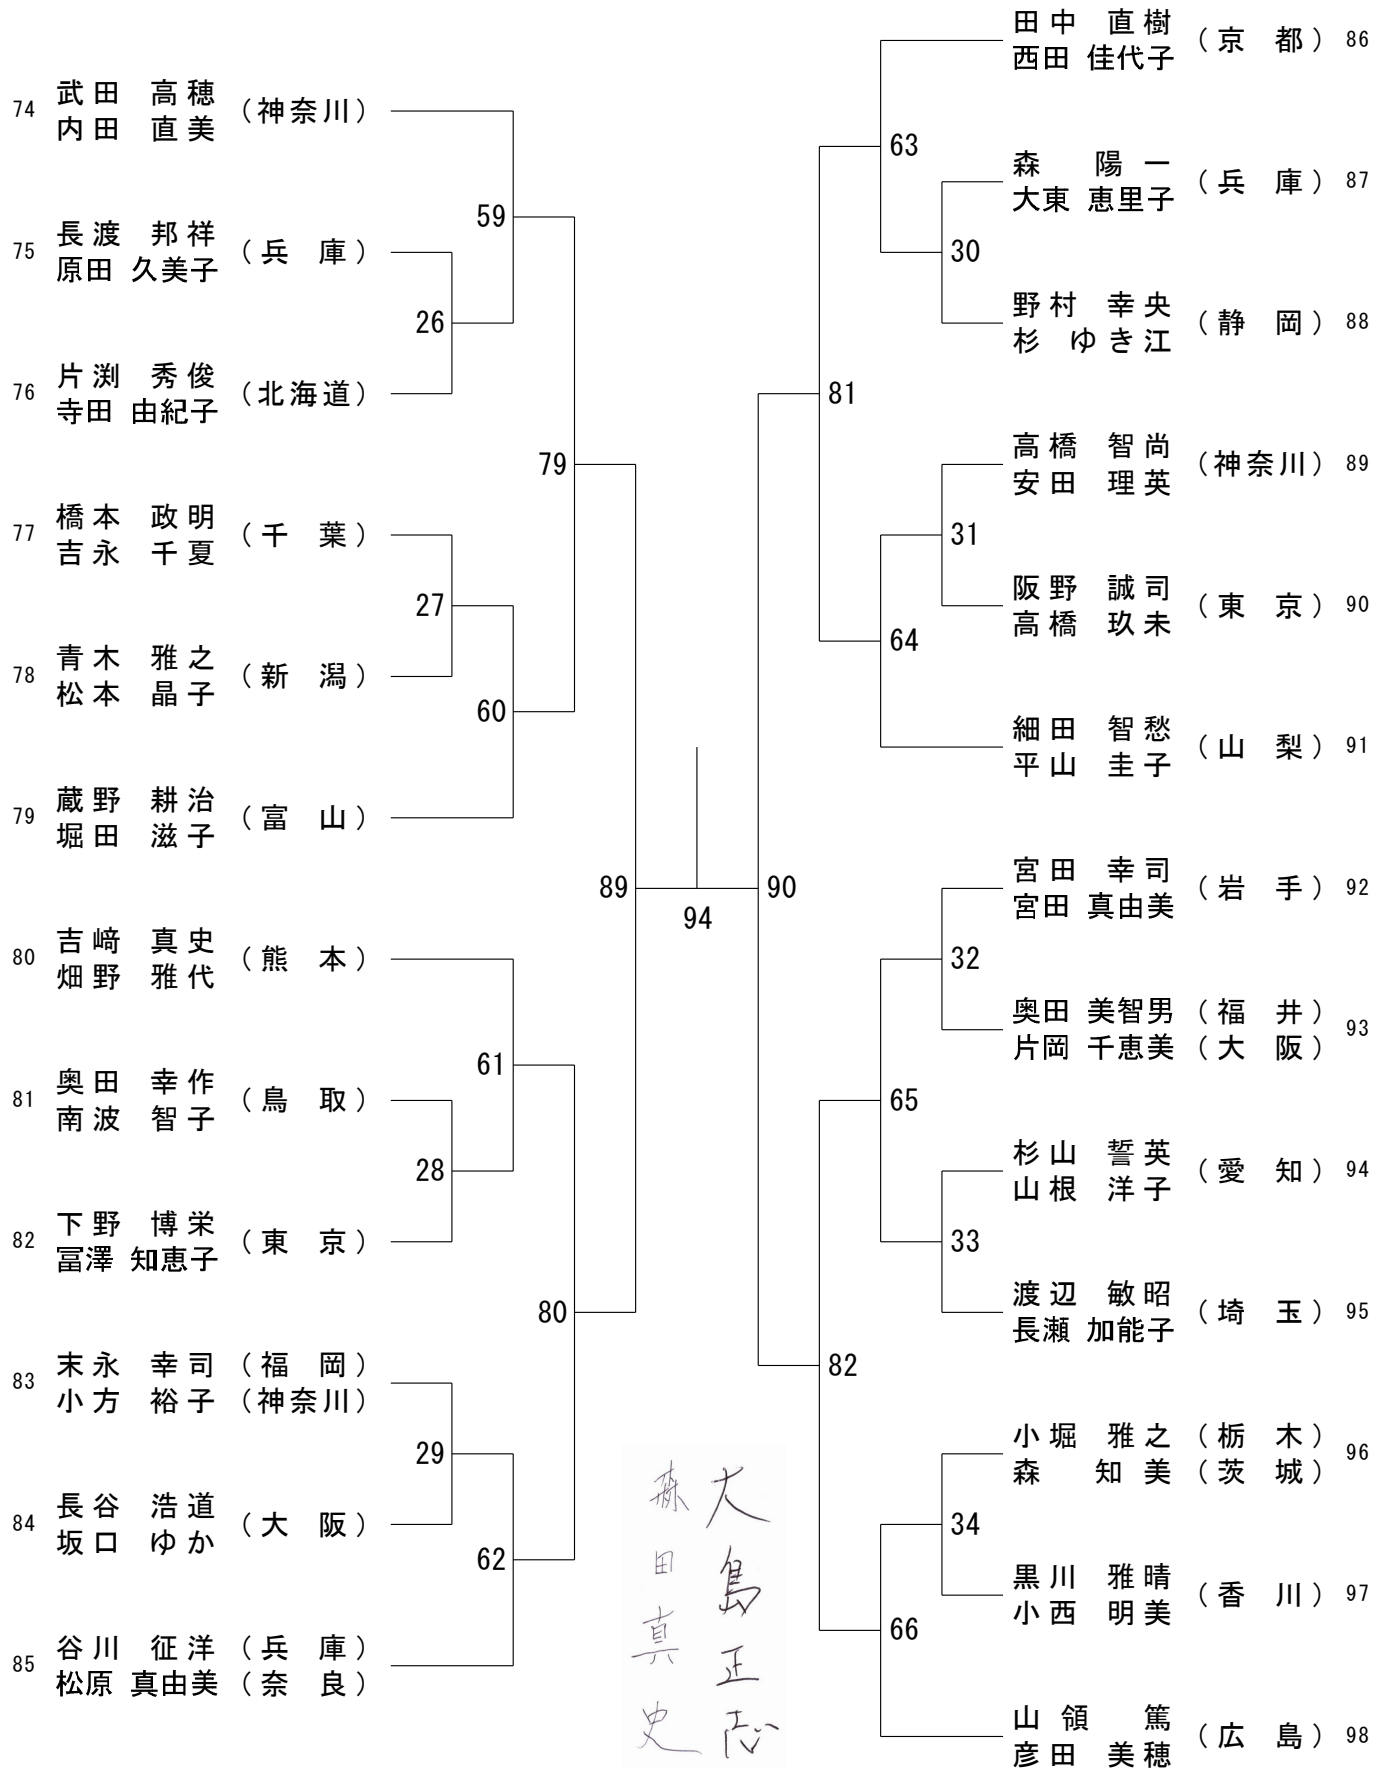 74 武田 高穂 (神奈川)
内田 直美
59
75 長渡 邦祥 (兵 庫)
原田 久美子
26
76 片渕 秀俊 (北海道)
寺田 由紀子
79
77 橋本 政明 (千 葉)
吉永 千夏
27
78 青木 雅之 (新 潟)
松本 晶子
60
79 蔵野 耕治 (富 山)
堀田 滋子
89
94
80 吉﨑 真史 (熊 本)
畑野 雅代
61
81 奥田 幸作 (鳥 取)
南波 智子
28
82 下野 博栄 (東 京)
冨澤 知恵子
80
83 末永 幸司 (福 岡)
小方 裕子 (神奈川)
29
84 長谷 浩道 (大 阪)
坂口 ゆか
62
85 谷川 征洋 (兵 庫)
松原 真由美 (奈 良)
田中 直樹 (京 都) 86
西田 佳代子
63
森 陽一 (兵 庫) 87
大東 恵里子
30
野村 幸央 (静 岡) 88
杉 ゆき江
81
高橋 智尚 (神奈川) 89
安田 理英
31
阪野 誠司 (東 京) 90
高橋 玖未
64
細田 智愁 (山 梨) 91
平山 圭子
90
宮田 幸司 (岩 手) 92
宮田 真由美
32
奥田 美智男 (福 井) 93
片岡 千恵美 (大 阪)
65
杉山 誓英 (愛 知) 94
山根 洋子
33
渡辺 敏昭 (埼 玉) 95
長瀬 加能子
82
小堀 雅之 (栃 木) 96
森 知美 (茨 城)
34
黒川 雅晴 (香 川) 97
小西 明美
66
山領 篤 (広 島) 98
彦田 美穂
大島正志
森田真史